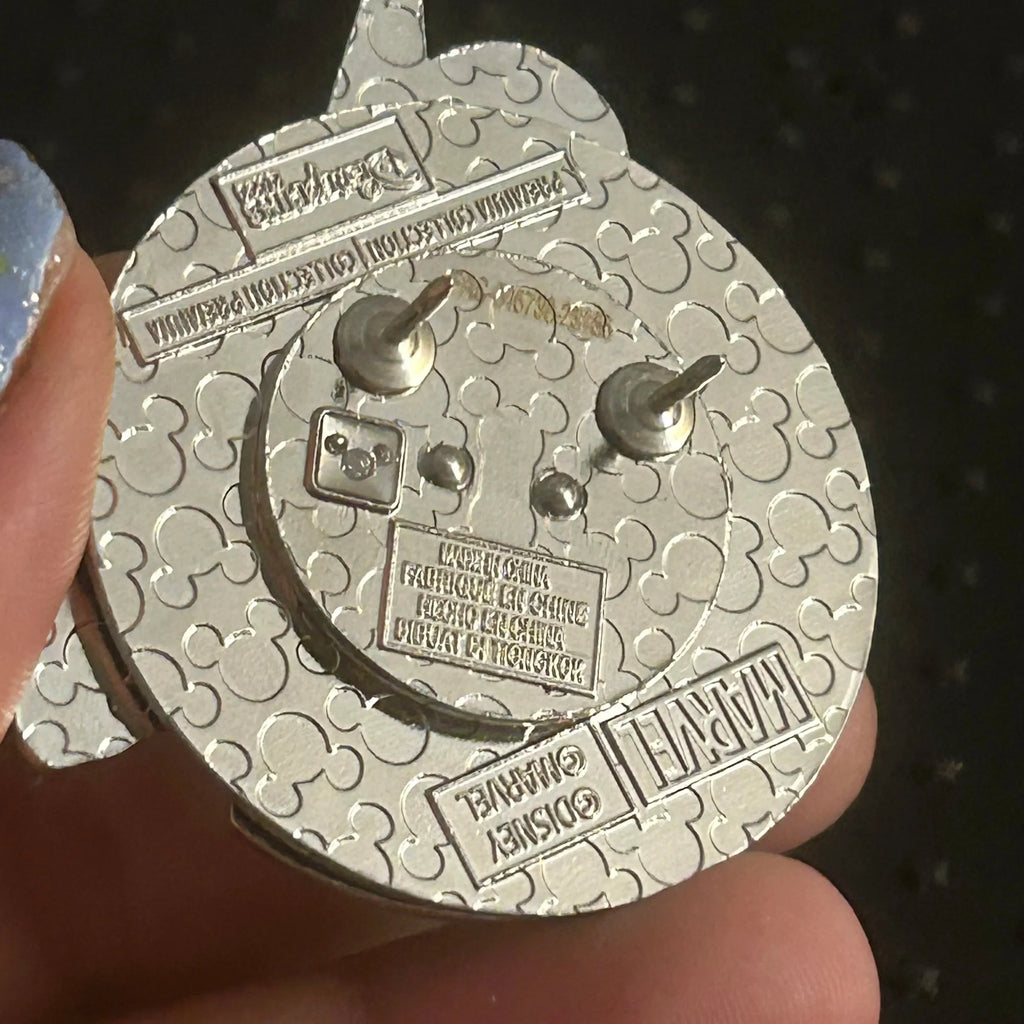 PREMIUM COLLECTION | COLLECTION PREMIUM
MADE IN CHINA
FABRIQUÉ EN CHINE
HECHO EN CHINA
DIBUAT DI TIONGKOK
MARVEL
©DISNEY
©MARVEL